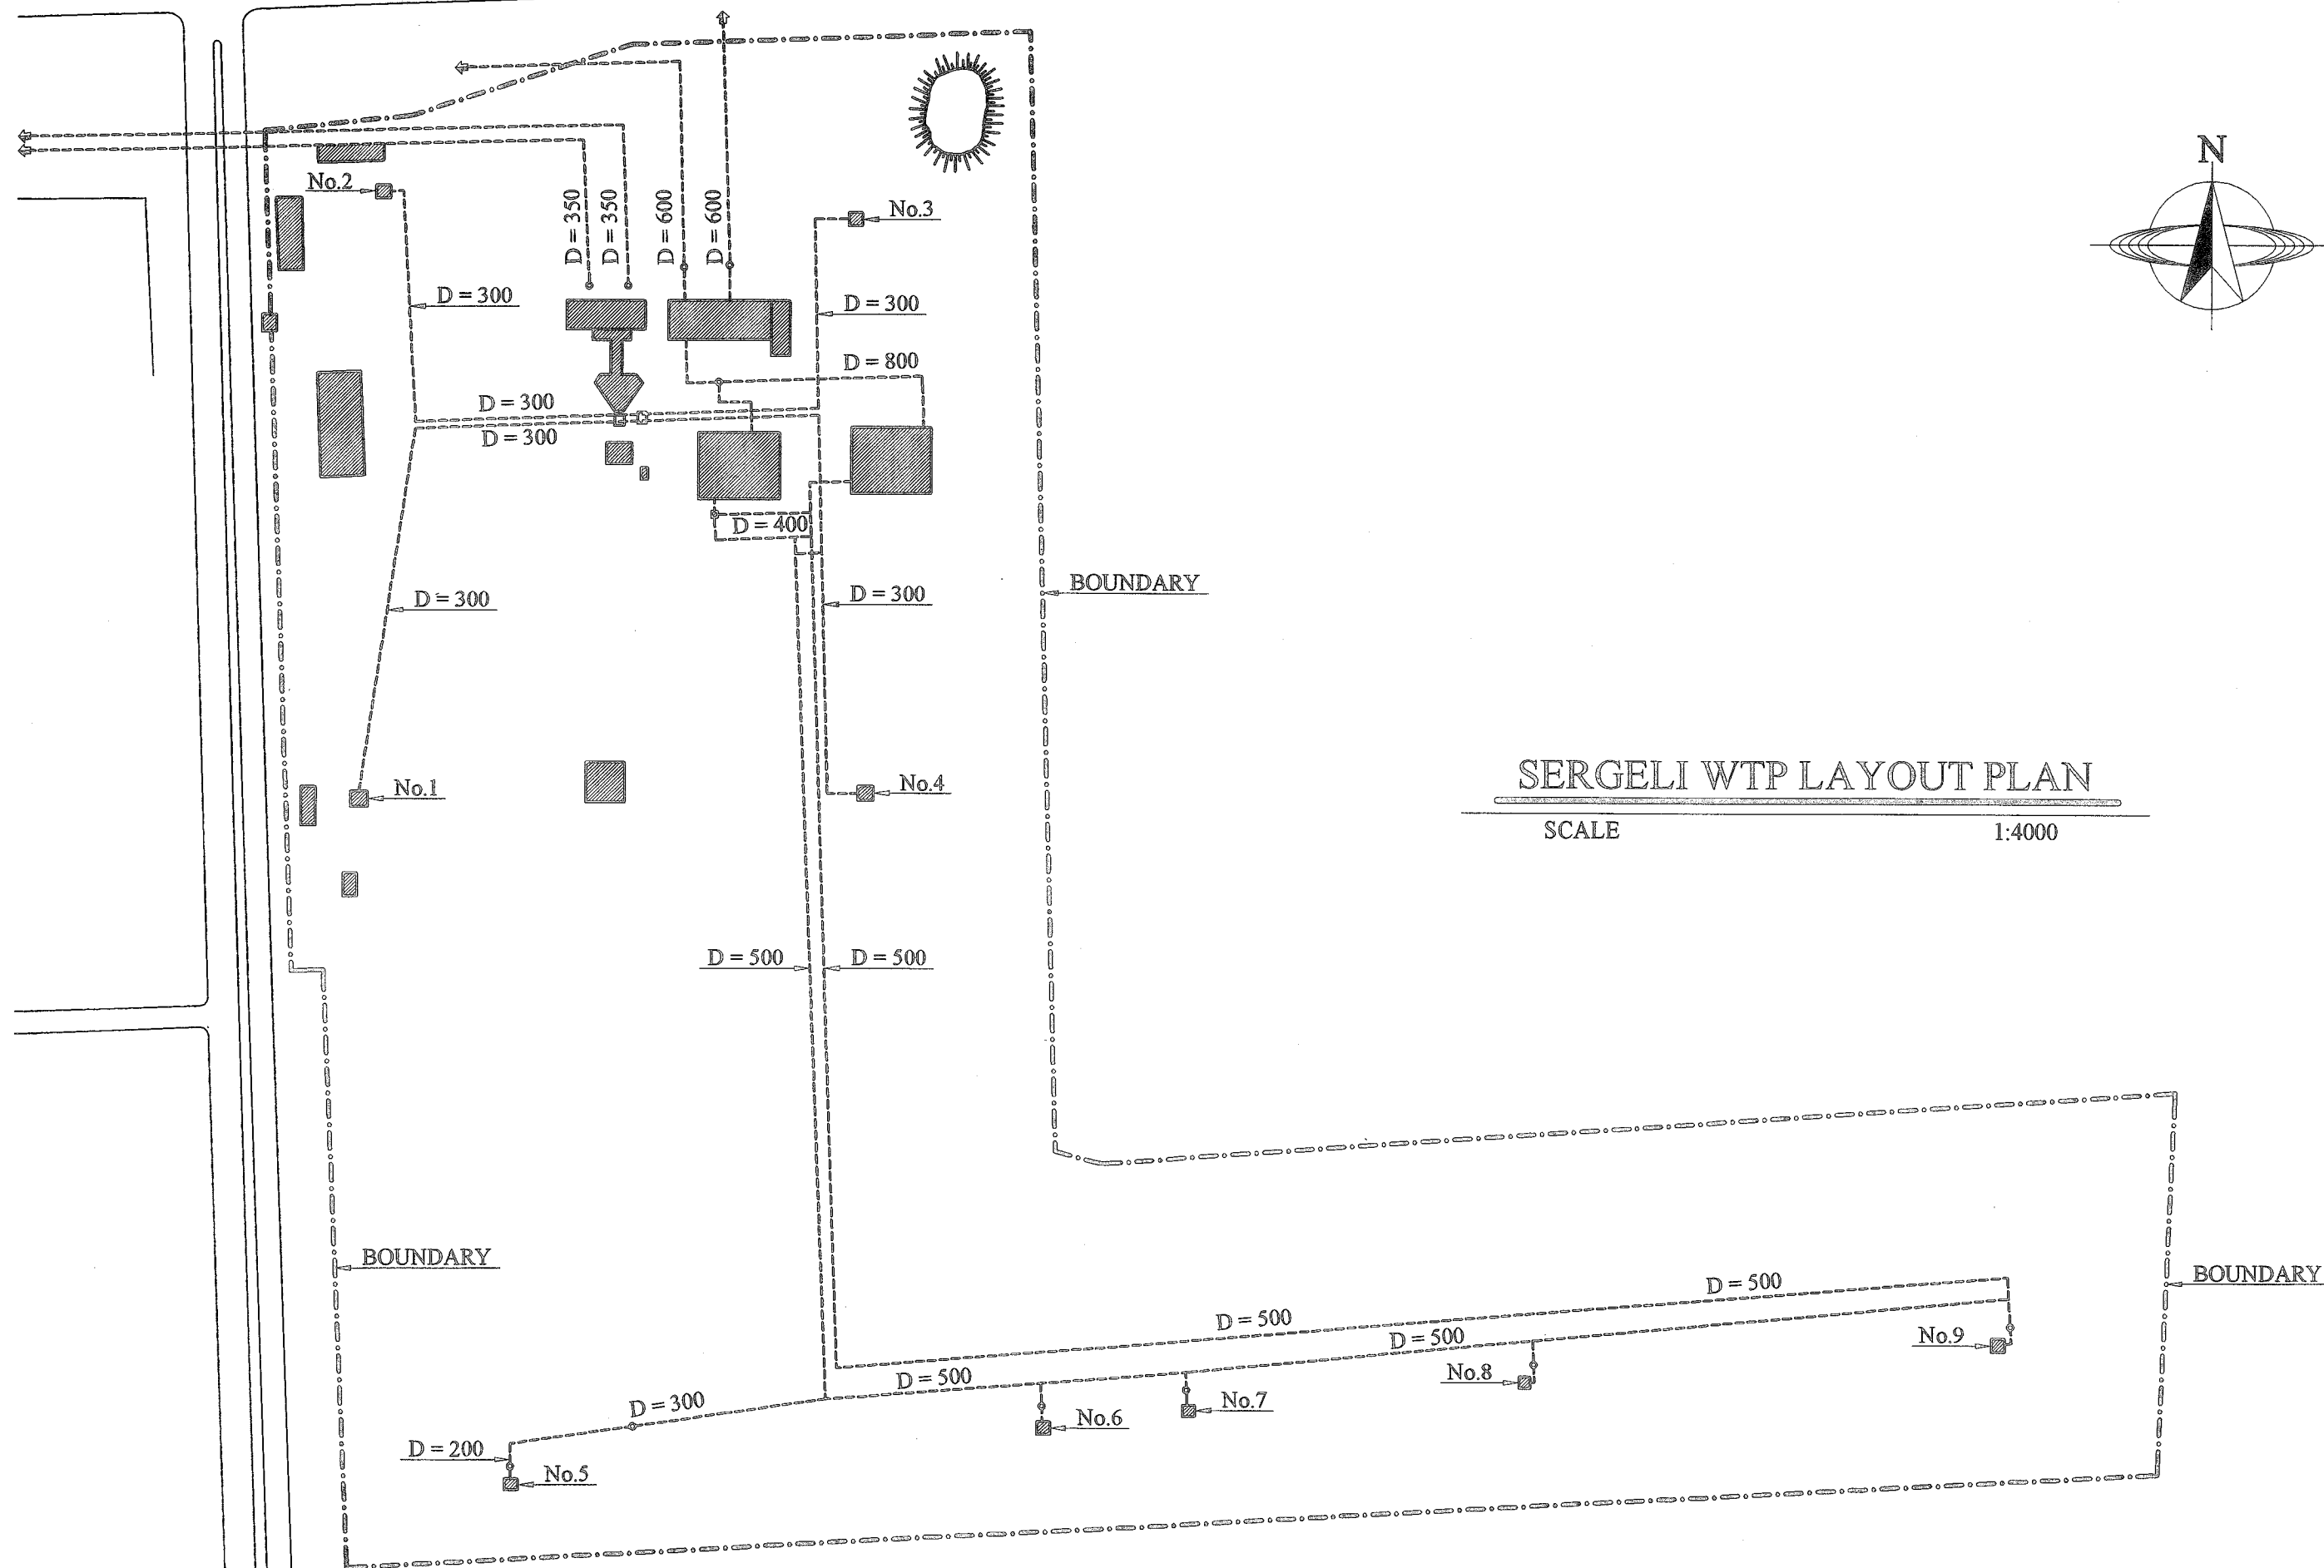 N
No.2
No.3
D = 350
D = 350
D = 600
D = 600
D = 300
D = 300
D = 800
D = 300
D = 300
D = 400
D = 300
D = 300
BOUNDARY
No.1
No.4
SERGELI WTP LAYOUT PLAN
SCALE 1:4000
D = 500
D = 500
BOUNDARY
BOUNDARY
D = 500
D = 500
D = 500
No.9
D = 500
No.8
D = 300
No.7
No.6
D = 200
No.5